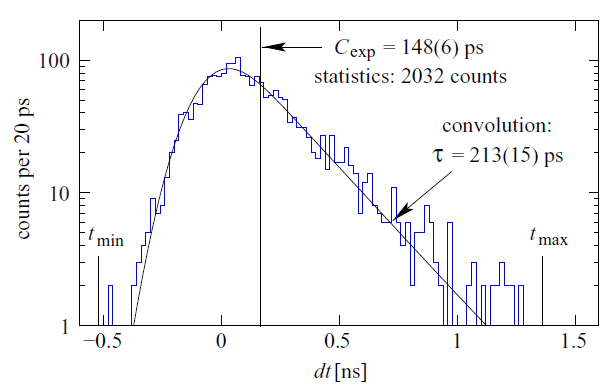 C_exp = 148(6) ps
statistics: 2032 counts
convolution:
τ = 213(15) ps
counts per 20 ps
100
10
1
t_min
t_max
−0.5 0 0.5 1 1.5
dt [ns]